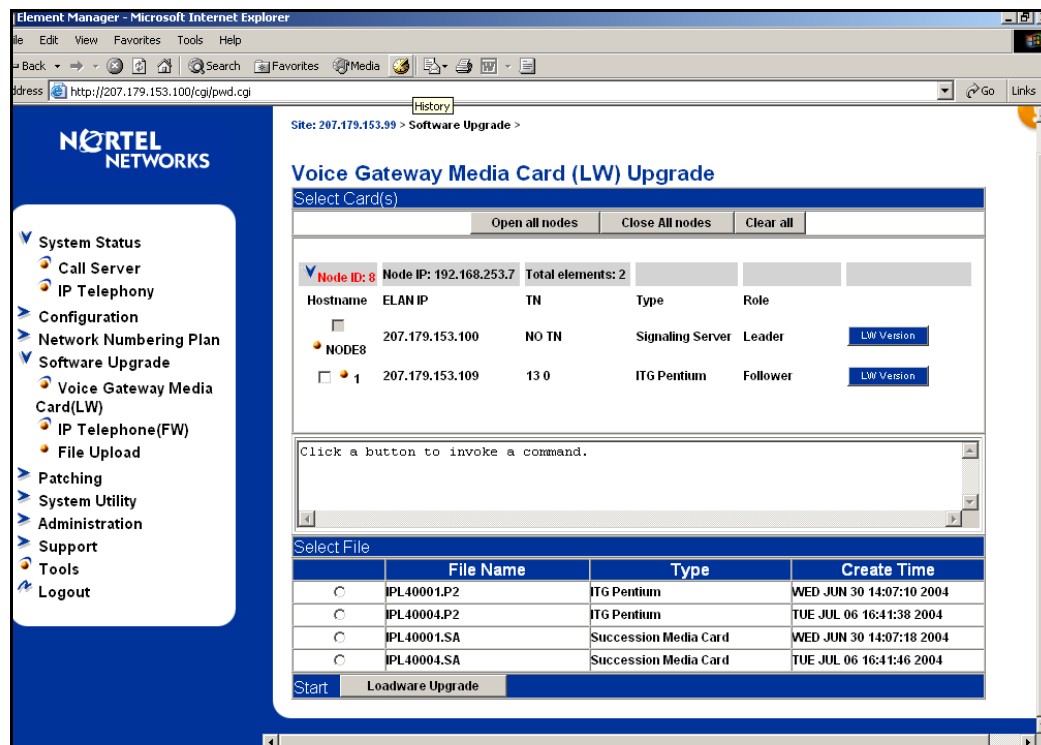 Element Manager - Microsoft Internet Explorer
ile Edit View Favorites Tools Help
Back Search Favorites Media
ddress http://207.179.153.100/cgi/pwd.cgi Go Links
History
NORTEL
NETWORKS
System Status
Call Server
IP Telephony
Configuration
Network Numbering Plan
Software Upgrade
Voice Gateway Media
Card(LW)
IP Telephone(FW)
File Upload
Patching
System Utility
Administration
Support
Tools
Logout
Site: 207.179.153.99 > Software Upgrade >
Voice Gateway Media Card (LW) Upgrade
Select Card(s)
Open all nodes Close All nodes Clear all
Node ID: 8 Node IP: 192.168.253.7 Total elements: 2
Hostname ELAN IP TN Type Role
NODE8 207.179.153.100 NO TN Signaling Server Leader LW Version
1 207.179.153.109 13 0 ITG Pentium Follower LW Version
Click a button to invoke a command.
Select File
File Name Type Create Time
IPL40001.P2 ITG Pentium WED JUN 30 14:07:10 2004
IPL40004.P2 ITG Pentium TUE JUL 06 16:41:38 2004
IPL40001.SA Succession Media Card WED JUN 30 14:07:18 2004
IPL40004.SA Succession Media Card TUE JUL 06 16:41:46 2004
Start Loadware Upgrade